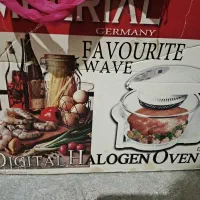 GERMANY
FAVOURITE
WAVE
DIGITAL HALOGEN OVEN